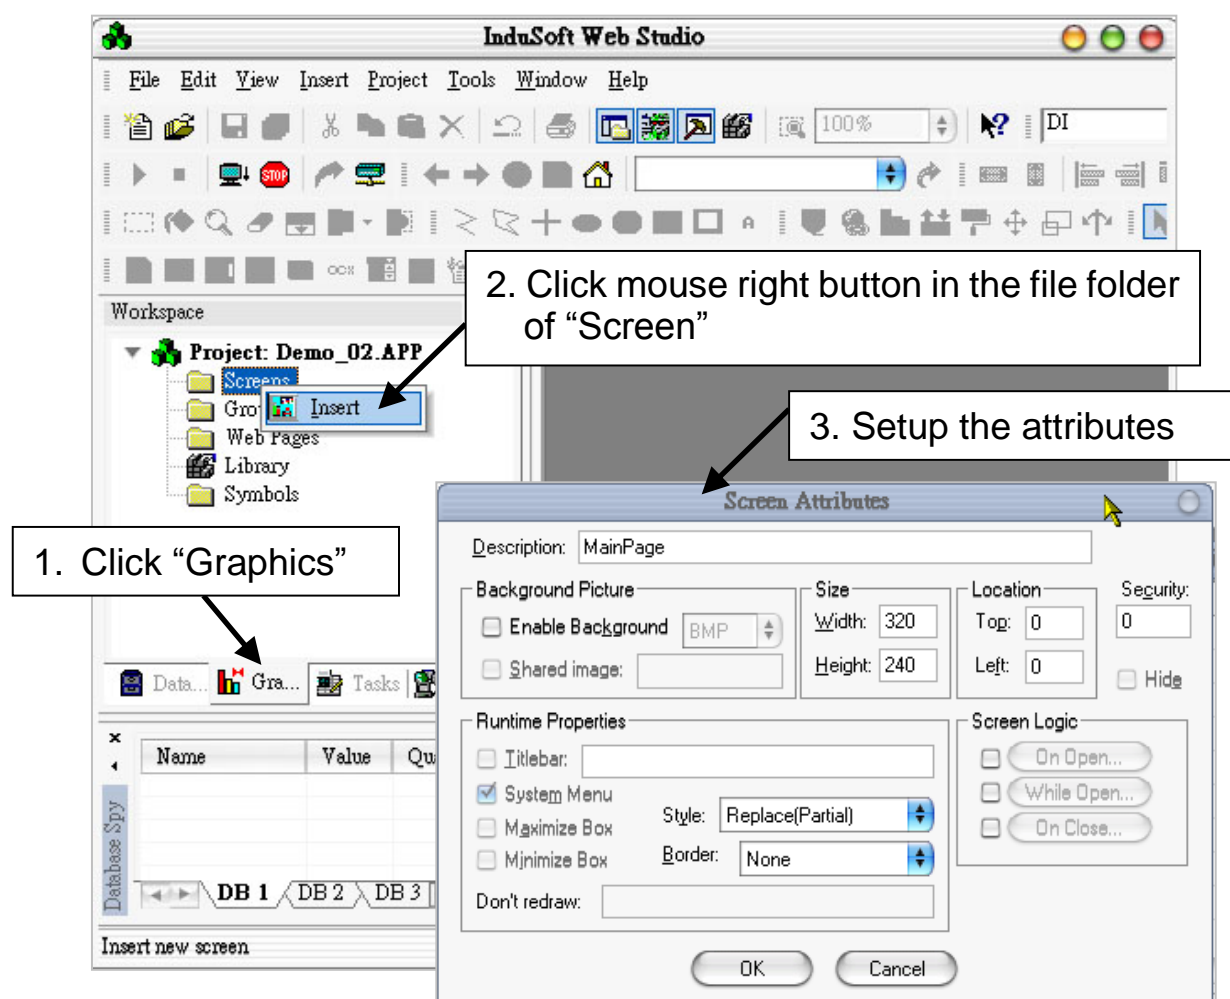 InduSoft Web Studio
File Edit View Insert Project Tools Window Help
100%
DI
STOP
A
OCX
2. Click mouse right button in the file folder
of “Screen”
Workspace
Project: Demo_02.APP
Screens
Insert
Web Pages
Library
Symbols
3. Setup the attributes
1. Click “Graphics”
Data... Gra... Tasks
Name Value
Database Spy
DB 1 DB 2 DB 3
Insert new screen
Screen Attributes
Description: MainPage
Background Picture
Enable Background BMP
Shared image:
Size
Width: 320
Height: 240
Location
Top: 0
Left: 0
Security:
0
Hide
Runtime Properties
Titlebar:
System Menu
Maximize Box
Minimize Box
Style: Replace(Partial)
Border: None
Don't redraw:
Screen Logic
On Open...
While Open...
On Close...
OK Cancel